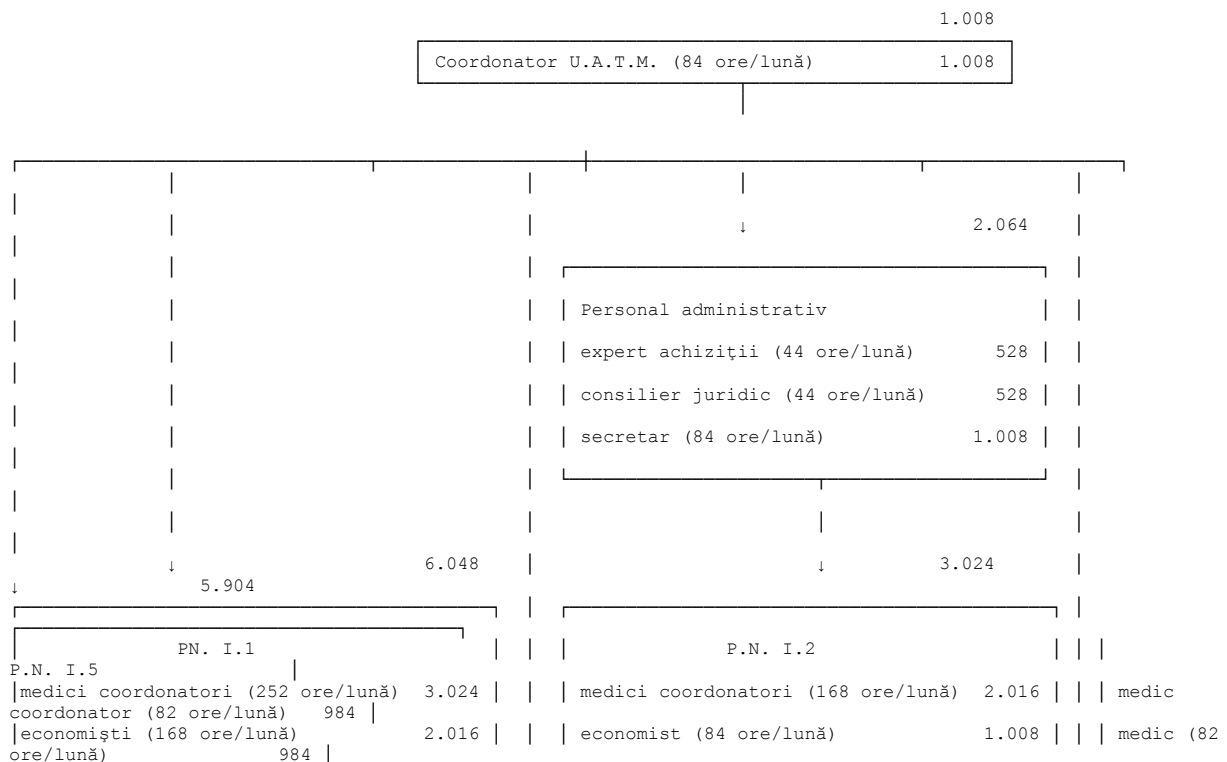 1.008
Coordonator U.A.T.M. (84 ore/lună) 1.008
↓ 2.064
Personal administrativ
expert achiziţii (44 ore/lună) 528
consilier juridic (44 ore/lună) 528
secretar (84 ore/lună) 1.008
↓ 6.048 ↓ 3.024
↓ 5.904
PN. I.1 P.N. I.2
P.N. I.5
medici coordonatori (252 ore/lună) 3.024 medici coordonatori (168 ore/lună) 2.016 medic
coordonator (82 ore/lună) 984
economişti (168 ore/lună) 2.016 economist (84 ore/lună) 1.008 medic (82
ore/lună) 984